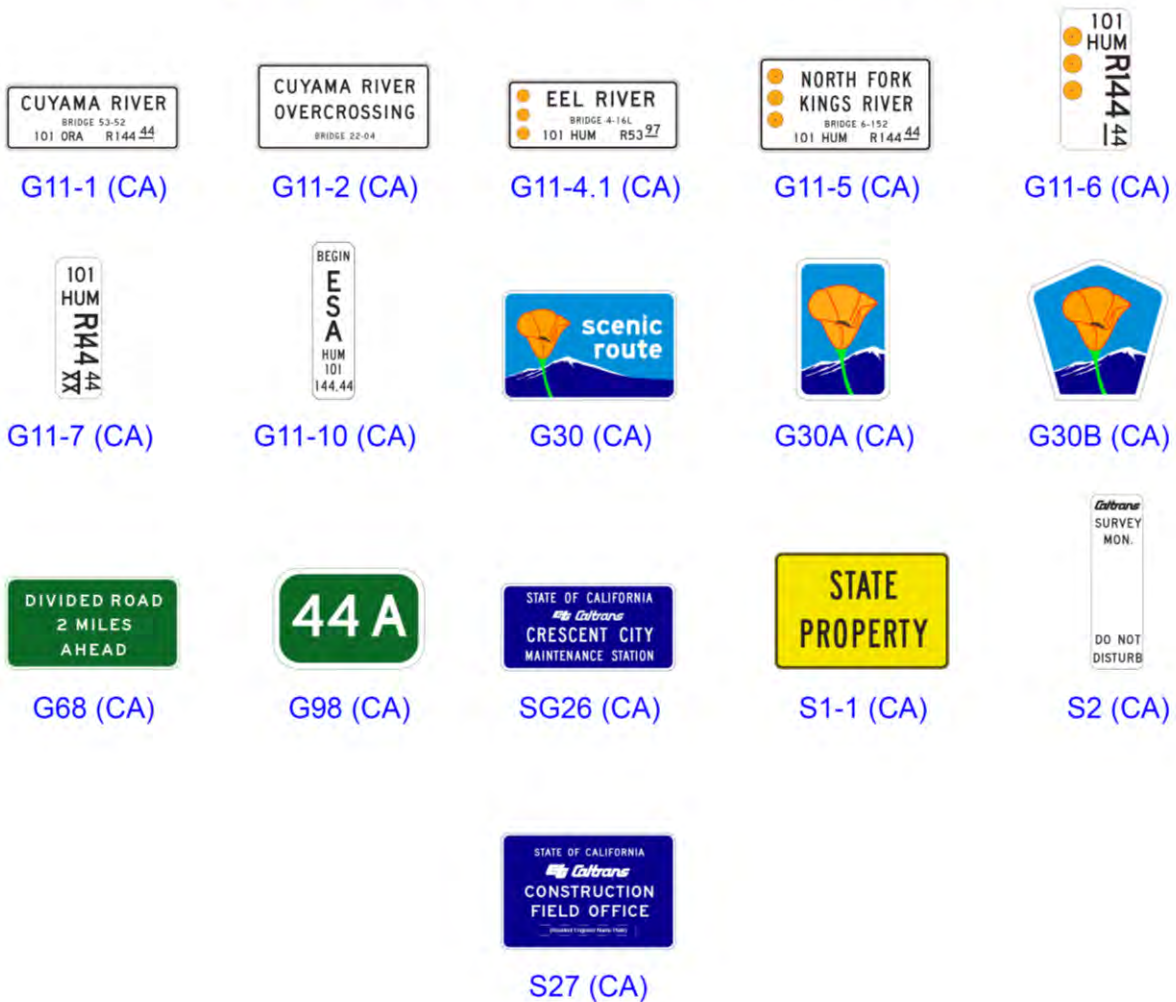 CUYAMA RIVER
BRIDGE 53-52
101 ORA R144 44
G11-1 (CA)
CUYAMA RIVER
OVERCROSSING
BRIDGE 22-04
G11-2 (CA)
EEL RIVER
BRIDGE 4-16L
101 HUM R53 97
G11-4.1 (CA)
NORTH FORK
KINGS RIVER
BRIDGE 6-152
101 HUM R144 44
G11-5 (CA)
101
HUM
R144 44
G11-6 (CA)
101
HUM
R144 44
XX
G11-7 (CA)
BEGIN
E
S
A
HUM
101
144.44
G11-10 (CA)
scenic
route
G30 (CA)
G30A (CA)
G30B (CA)
DIVIDED ROAD
2 MILES
AHEAD
G68 (CA)
44 A
G98 (CA)
STATE OF CALIFORNIA
Caltrans
CRESCENT CITY
MAINTENANCE STATION
SG26 (CA)
STATE
PROPERTY
S1-1 (CA)
Caltrans
SURVEY
MON.
DO NOT
DISTURB
S2 (CA)
STATE OF CALIFORNIA
Caltrans
CONSTRUCTION
FIELD OFFICE
(Resident Engineer Name Plate)
S27 (CA)